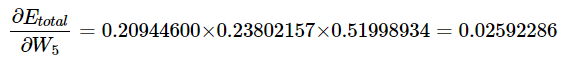 ∂E_total/∂W_5 = 0.20944600×0.23802157×0.51998934 = 0.02592286